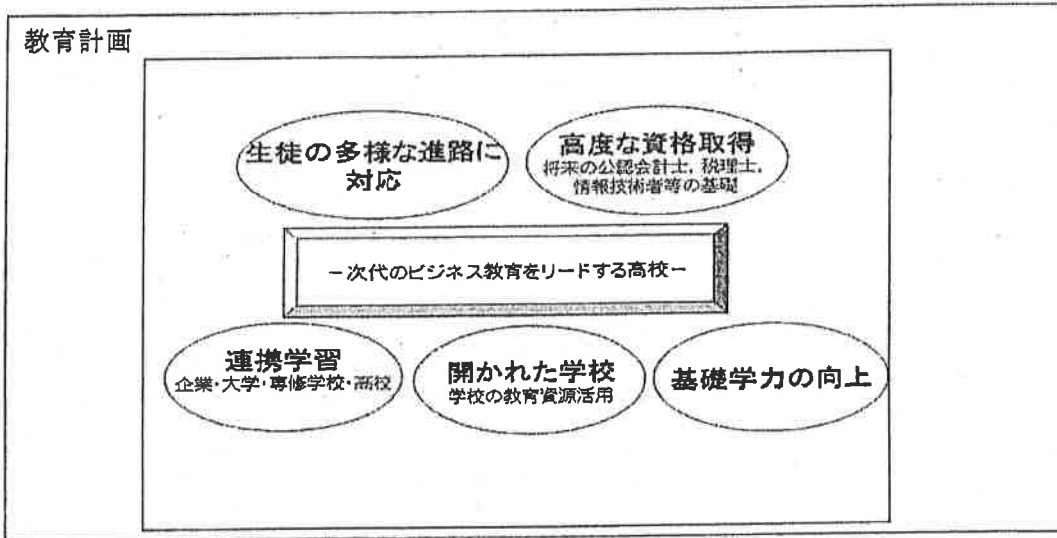 教育計画
生徒の多様な進路に
対応
高度な資格取得
将来の公認会計士, 税理士,
情報技術者等の基礎
－次代のビジネス教育をリードする高校－
連携学習
企業・大学・専修学校・高校
開かれた学校
学校の教育資源活用
基礎学力の向上